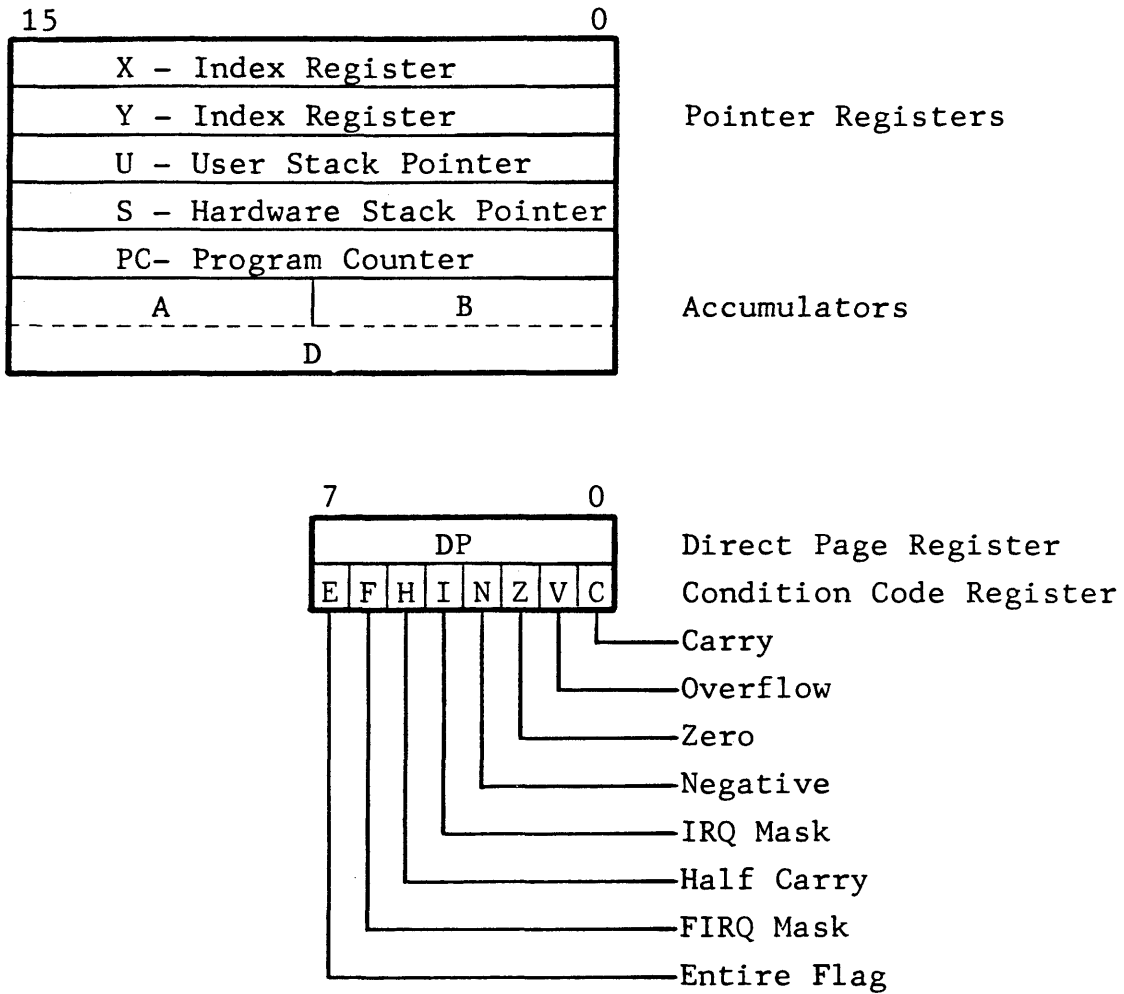 15 0
X – Index Register
Y – Index Register Pointer Registers
U – User Stack Pointer
S – Hardware Stack Pointer
PC– Program Counter
A B Accumulators
D
7 0
DP Direct Page Register
E F H I N Z V C Condition Code Register
Carry
Overflow
Zero
Negative
IRQ Mask
Half Carry
FIRQ Mask
Entire Flag